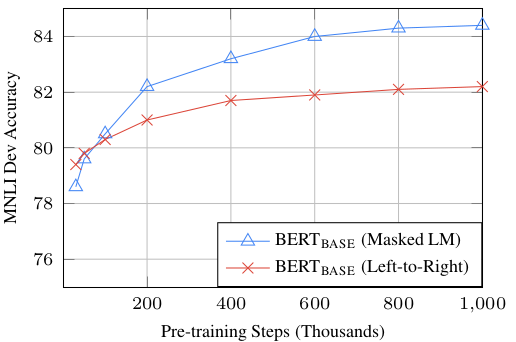 84
82
80
78
76
MNLI Dev Accuracy
BERTBASE (Masked LM)
BERTBASE (Left-to-Right)
200 400 600 800 1,000
Pre-training Steps (Thousands)